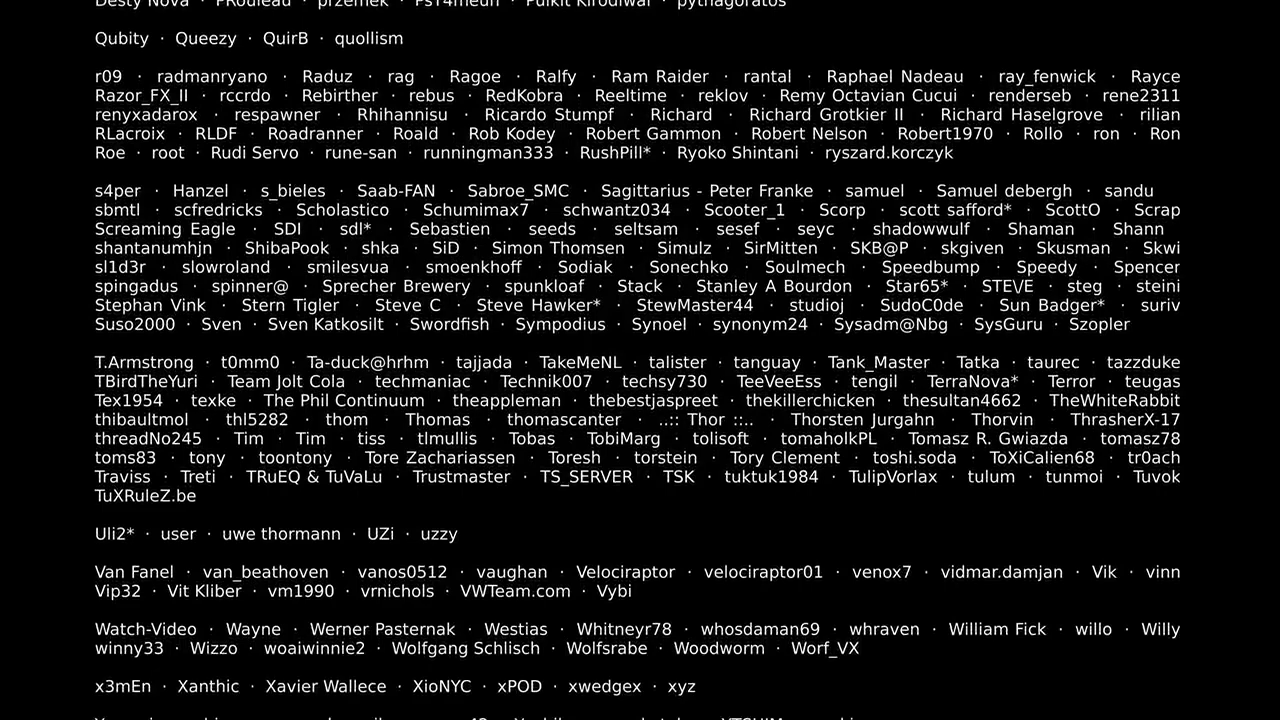 Desty Nova · PRouleau · przemek · PsT4meuh · Pulkit Kirodiwal · pythagoratos
Qubity · Queezy · QuirB · quollism
r09 · radmanryano · Raduz · rag · Ragoe · Ralfy · Ram Raider · rantal · Raphael Nadeau · ray_fenwick · Rayce
Razor_FX_II · rccrdo · Rebirther · rebus · RedKobra · Reeltime · reklov · Remy Octavian Cucui · renderseb · rene2311
renyxadarox · respawner · Rhihannisu · Ricardo Stumpf · Richard · Richard Grotkier II · Richard Haselgrove · rilian
RLacroix · RLDF · Roadranner · Roald · Rob Kodey · Robert Gammon · Robert Nelson · Robert1970 · Rollo · ron · Ron
Roe · root · Rudi Servo · rune-san · runningman333 · RushPill* · Ryoko Shintani · ryszard.korczyk
s4per · Hanzel · s_bieles · Saab-FAN · Sabroe_SMC · Sagittarius - Peter Franke · samuel · Samuel debergh · sandu
sbmtl · scfredricks · Scholastico · Schumimax7 · schwantz034 · Scooter_1 · Scorp · scott safford* · ScottO · Scrap
Screaming Eagle · SDI · sdl* · Sebastien · seeds · seltsam · sesef · seyc · shadowwulf · Shaman · Shann
shantanumhjn · ShibaPook · shka · SiD · Simon Thomsen · Simulz · SirMitten · SKB@P · skgiven · Skusman · Skwi
sl1d3r · slowroland · smilesvua · smoenkhoff · Sodiak · Sonechko · Soulmech · Speedbump · Speedy · Spencer
spingadus · spinner@ · Sprecher Brewery · spunkloaf · Stack · Stanley A Bourdon · Star65* · STE\/E · steg · steini
Stephan Vink · Stern Tigler · Steve C · Steve Hawker* · StewMaster44 · studioj · SudoC0de · Sun Badger* · suriv
Suso2000 · Sven · Sven Katkosilt · Swordfish · Sympodius · Synoel · synonym24 · Sysadm@Nbg · SysGuru · Szopler
T.Armstrong · t0mm0 · Ta-duck@hrhm · tajjada · TakeMeNL · talister · tanguay · Tank_Master · Tatka · taurec · tazzduke
TBirdTheYuri · Team Jolt Cola · techmaniac · Technik007 · techsy730 · TeeVeeEss · tengil · TerraNova* · Terror · teugas
Tex1954 · texke · The Phil Continuum · theappleman · thebestjaspreet · thekillerchicken · thesultan4662 · TheWhiteRabbit
thibaultmol · thl5282 · thom · Thomas · thomascanter · ..:: Thor ::.. · Thorsten Jurgahn · Thorvin · ThrasherX-17
threadNo245 · Tim · Tim · tiss · tlmullis · Tobas · TobiMarg · tolisoft · tomaholkPL · Tomasz R. Gwiazda · tomasz78
toms83 · tony · toontony · Tore Zachariassen · Toresh · torstein · Tory Clement · toshi.soda · ToXiCalien68 · tr0ach
Traviss · Treti · TRuEQ & TuVaLu · Trustmaster · TS_SERVER · TSK · tuktuk1984 · TulipVorlax · tulum · tunmoi · Tuvok
TuXRuleZ.be
Uli2* · user · uwe thormann · UZi · uzzy
Van Fanel · van_beathoven · vanos0512 · vaughan · Velociraptor · velociraptor01 · venox7 · vidmar.damjan · Vik · vinn
Vip32 · Vit Kliber · vm1990 · vrnichols · VWTeam.com · Vybi
Watch-Video · Wayne · Werner Pasternak · Westias · Whitneyr78 · whosdaman69 · whraven · William Fick · willo · Willy
winny33 · Wizzo · woaiwinnie2 · Wolfgang Schlisch · Wolfsrabe · Woodworm · Worf_VX
x3mEn · Xanthic · Xavier Wallece · XioNYC · xPOD · xwedgex · xyz